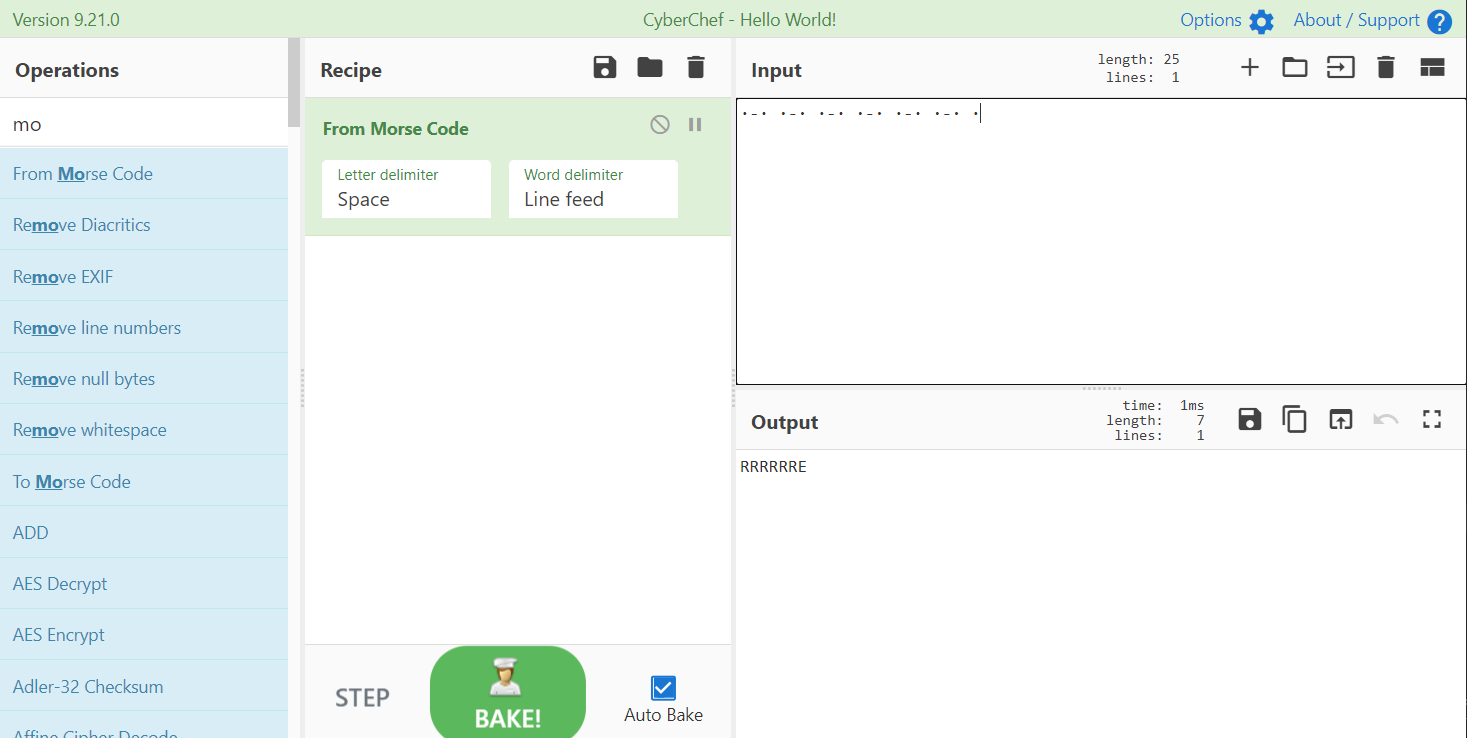 Version 9.21.0
CyberChef - Hello World!
Options
About / Support
Operations
mo
From Morse Code
Remove Diacritics
Remove EXIF
Remove line numbers
Remove null bytes
Remove whitespace
To Morse Code
ADD
AES Decrypt
AES Encrypt
Adler-32 Checksum
Affine Cipher Decode
Recipe
From Morse Code
Letter delimiter
Space
Word delimiter
Line feed
STEP
BAKE!
Auto Bake
Input
length: 25
lines: 1
·-· ·-· ·-· ·-· ·-· ·-· ·
Output
time: 1ms
length: 7
lines: 1
RRRRRRE